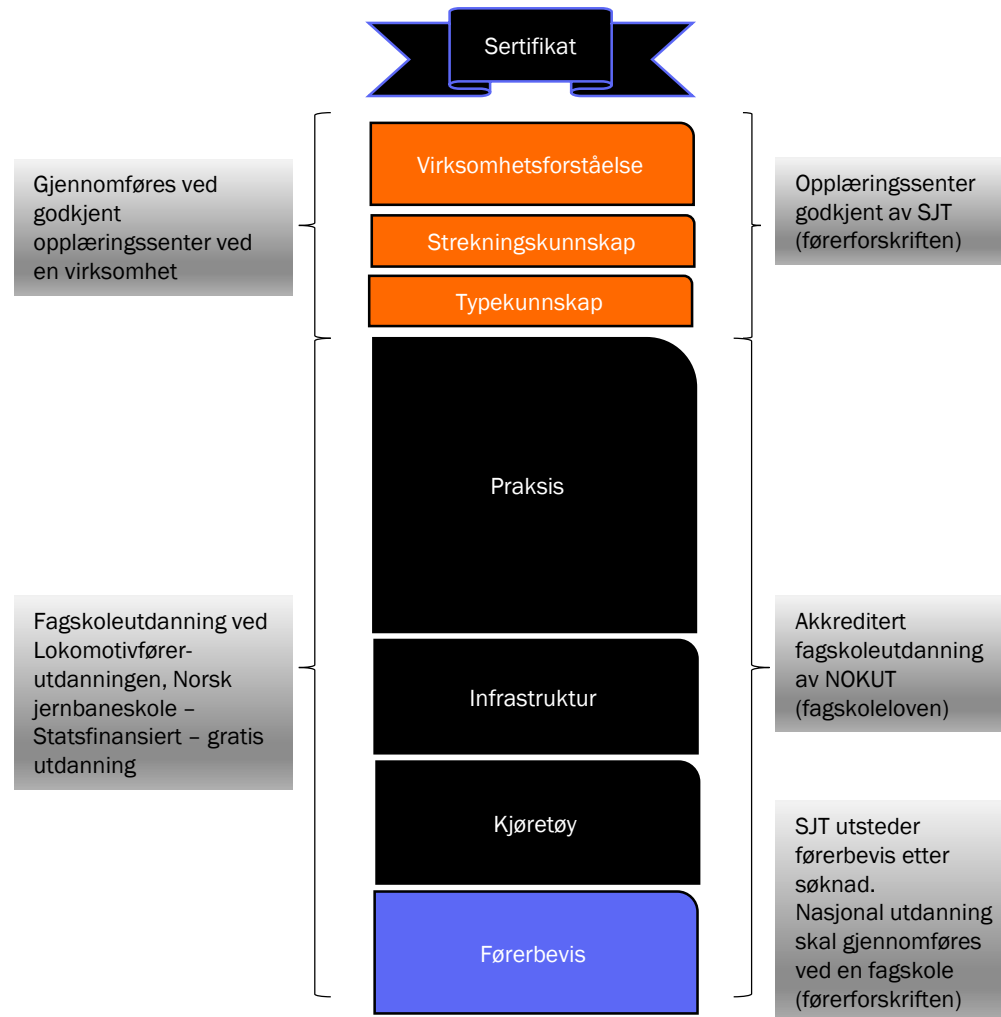 Sertifikat
Virksomhetsforståelse
Gjennomføres ved
godkjent
opplæringssenter ved
en virksomhet
Opplæringssenter
godkjent av SJT
(førerforskriften)
Strekningskunnskap
Typekunnskap
Praksis
Fagskoleutdanning ved
Lokomotivfører-
utdanningen, Norsk
jernbaneskole –
Statsfinansiert – gratis
utdanning
Akkreditert
fagskoleutdanning
av NOKUT
(fagskoleloven)
Infrastruktur
Kjøretøy
SJT utsteder
førerbevis etter
søknad.
Nasjonal utdanning
skal gjennomføres
ved en fagskole
(førerforskriften)
Førerbevis